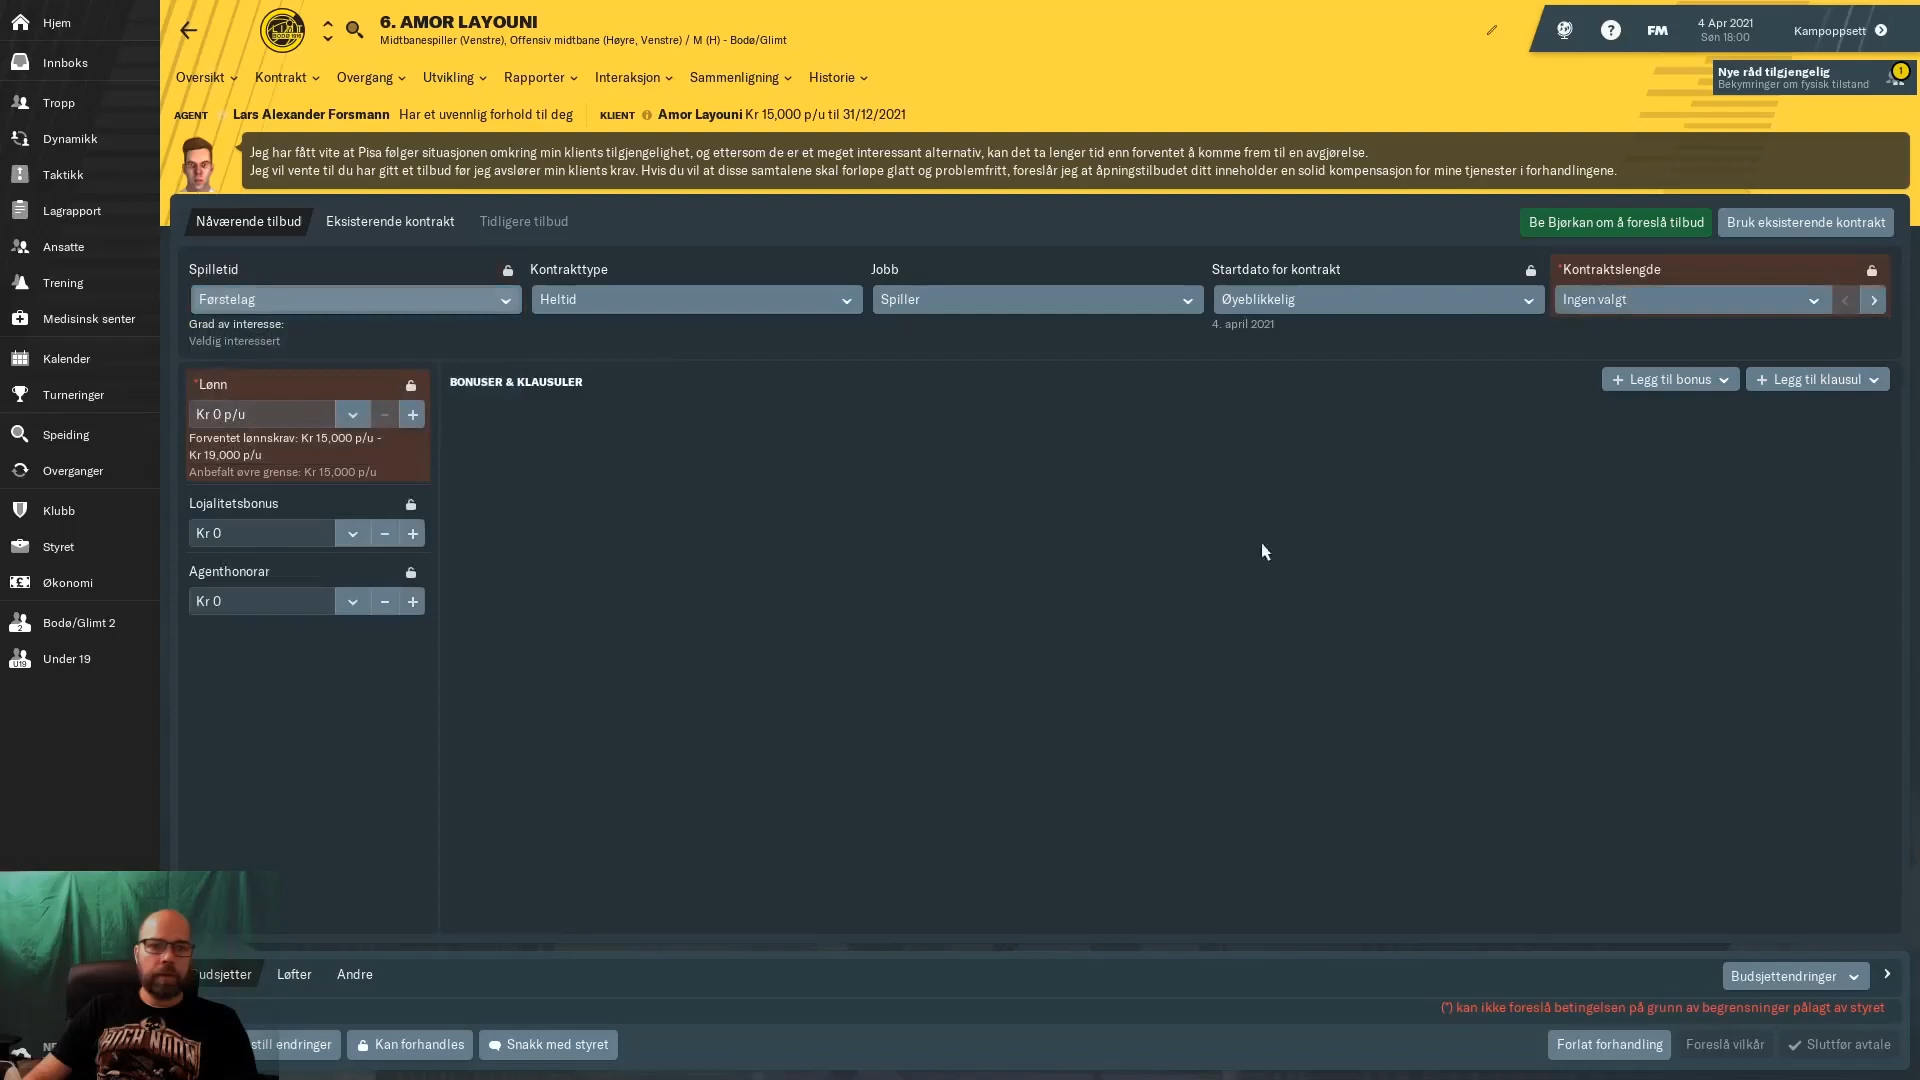 Hjem
Innboks
Tropp
Dynamikk
Taktikk
Lagrapport
Ansatte
Trening
Medisinsk senter
Kalender
Turneringer
Speiding
Overganger
Klubb
Styret
Økonomi
2
Bodø/Glimt 2
U19
Under 19
6. AMOR LAYOUNI
Midtbanespiller (Venstre), Offensiv midtbane (Høyre, Venstre) / M (H) - Bodø/Glimt
FM
4 Apr 2021
Søn 18:00
Kampoppsett
Oversikt
Kontrakt
Overgang
Utvikling
Rapporter
Interaksjon
Sammenligning
Historie
Nye råd tilgjengelig
Bekymringer om fysisk tilstand
1
AGENT Lars Alexander Forsmann Har et uvennlig forhold til deg KLIENT Amor Layouni Kr 15,000 p/u til 31/12/2021
Jeg har fått vite at Pisa følger situasjonen omkring min klients tilgjengelighet, og ettersom de er et meget interessant alternativ, kan det ta lenger tid enn forventet å komme frem til en avgjørelse.
Jeg vil vente til du har gitt et tilbud før jeg avslører min klients krav. Hvis du vil at disse samtalene skal forløpe glatt og problemfritt, foreslår jeg at åpningstilbudet ditt inneholder en solid kompensasjon for mine tjenester i forhandlingene.
Nåværende tilbud
Eksisterende kontrakt
Tidligere tilbud
Be Bjørkan om å foreslå tilbud
Bruk eksisterende kontrakt
Spilletid
Førstelag
Grad av interesse:
Veldig interessert
Kontrakttype
Heltid
Jobb
Spiller
Startdato for kontrakt
Øyeblikkelig
4. april 2021
*Kontraktslengde
Ingen valgt
*Lønn
Kr 0 p/u
Forventet lønnskrav: Kr 15,000 p/u -
Kr 19,000 p/u
Anbefalt øvre grense: Kr 15,000 p/u
Lojalitetsbonus
Kr 0
Agenthonorar
Kr 0
BONUSER & KLAUSULER
+ Legg til bonus
+ Legg til klausul
udsjetter
Løfter
Andre
Budsjettendringer
(*) kan ikke foreslå betingelsen på grunn av begrensninger pålagt av styret
still endringer
Kan forhandles
Snakk med styret
Forlat forhandling
Foreslå vilkår
Sluttfør avtale